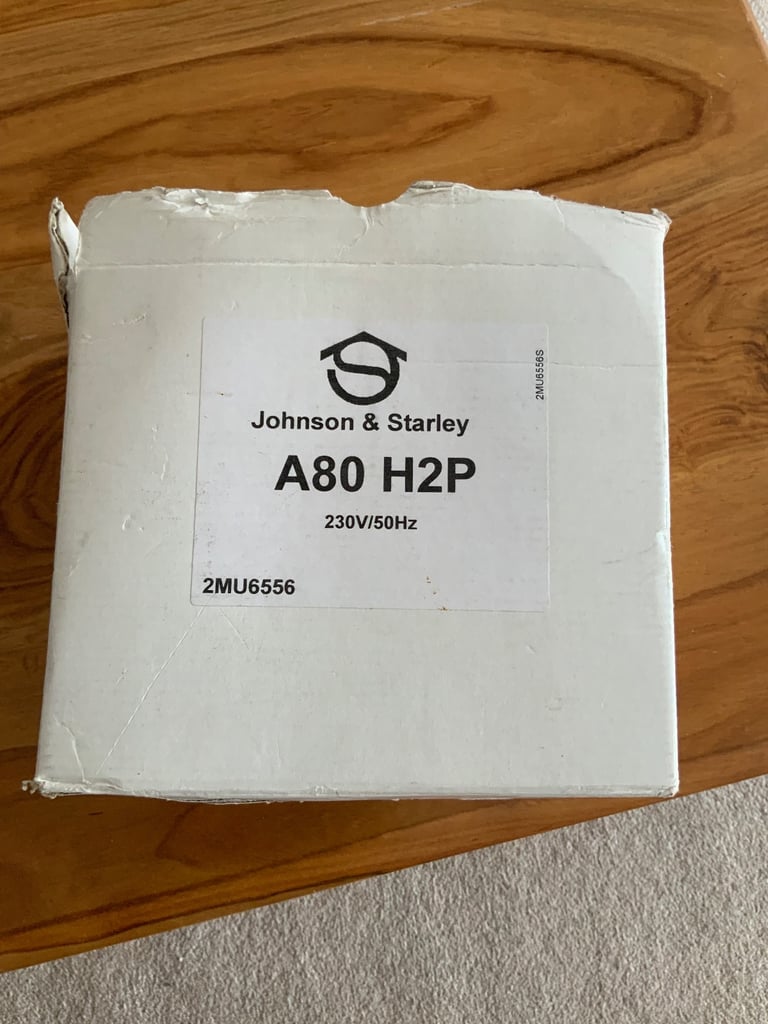 Johnson & Starley
A80 H2P
230V/50Hz
2MU6556
2MU6556S